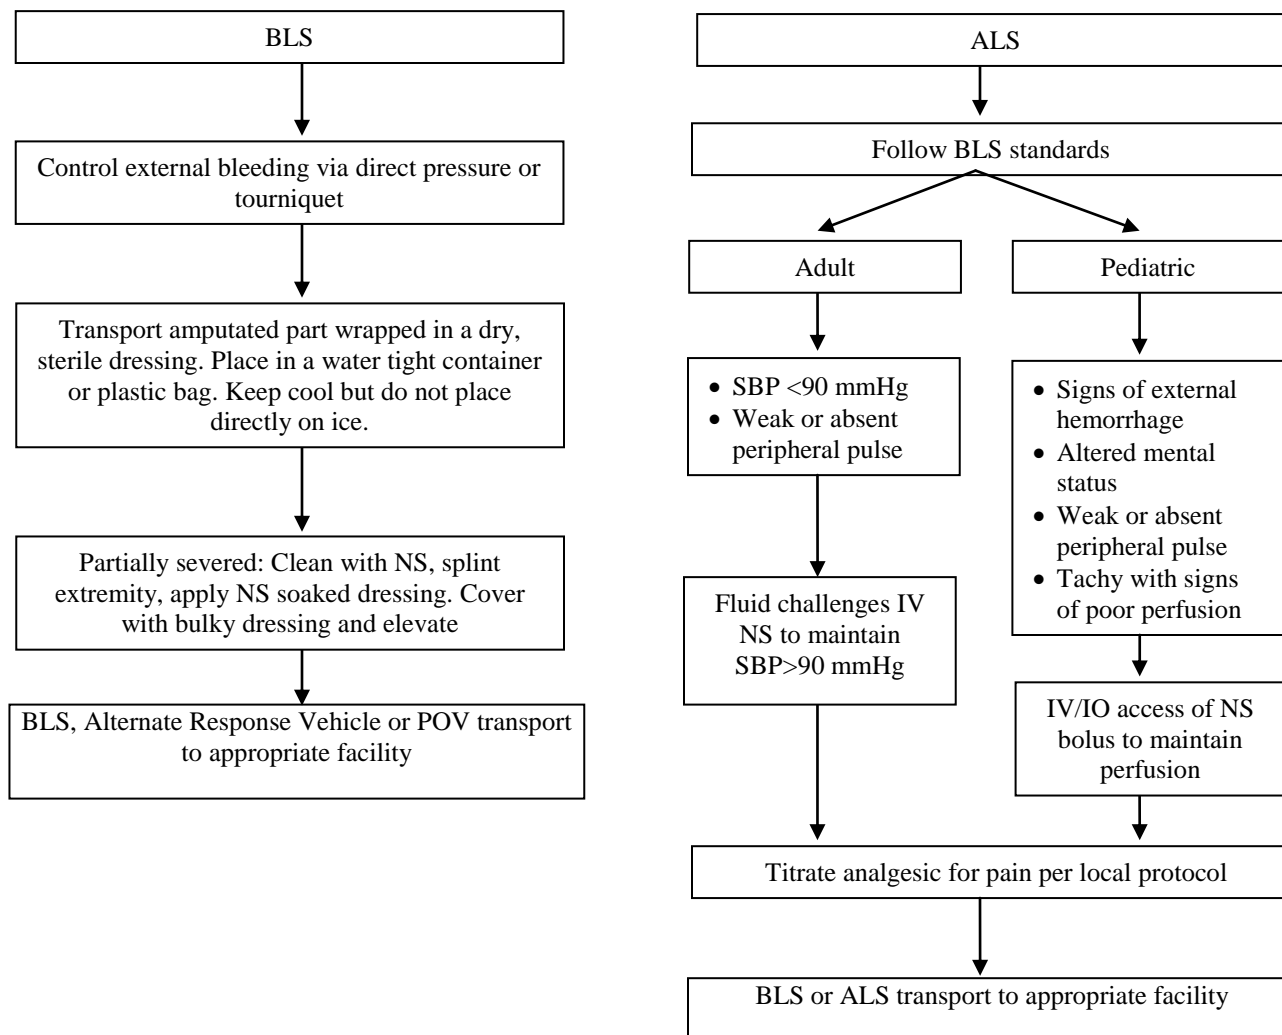 BLS
Control external bleeding via direct pressure or
tourniquet
Transport amputated part wrapped in a dry,
sterile dressing. Place in a water tight container
or plastic bag. Keep cool but do not place
directly on ice.
Partially severed: Clean with NS, splint
extremity, apply NS soaked dressing. Cover
with bulky dressing and elevate
BLS, Alternate Response Vehicle or POV transport
to appropriate facility
ALS
Follow BLS standards
Adult
• SBP <90 mmHg
• Weak or absent
peripheral pulse
Fluid challenges IV
NS to maintain
SBP>90 mmHg
Pediatric
• Signs of external
hemorrhage
• Altered mental
status
• Weak or absent
peripheral pulse
• Tachy with signs
of poor perfusion
IV/IO access of NS
bolus to maintain
perfusion
Titrate analgesic for pain per local protocol
BLS or ALS transport to appropriate facility